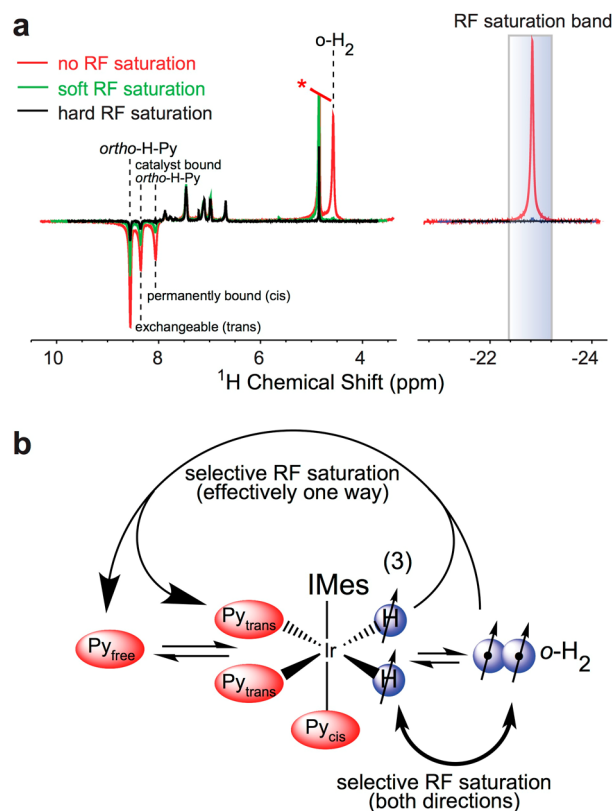 a
RF saturation band
no RF saturation
soft RF saturation
hard RF saturation
o-H2
*
ortho-H-Py
catalyst bound
ortho-H-Py
permanently bound (cis)
exchangeable (trans)
10 8 6 4 -22 -24
1H Chemical Shift (ppm)
b
selective RF saturation
(effectively one way)
(3)
IMes
Pytrans
H
Pyfree
Ir
o-H2
Pytrans
H
Pycis
selective RF saturation
(both directions)